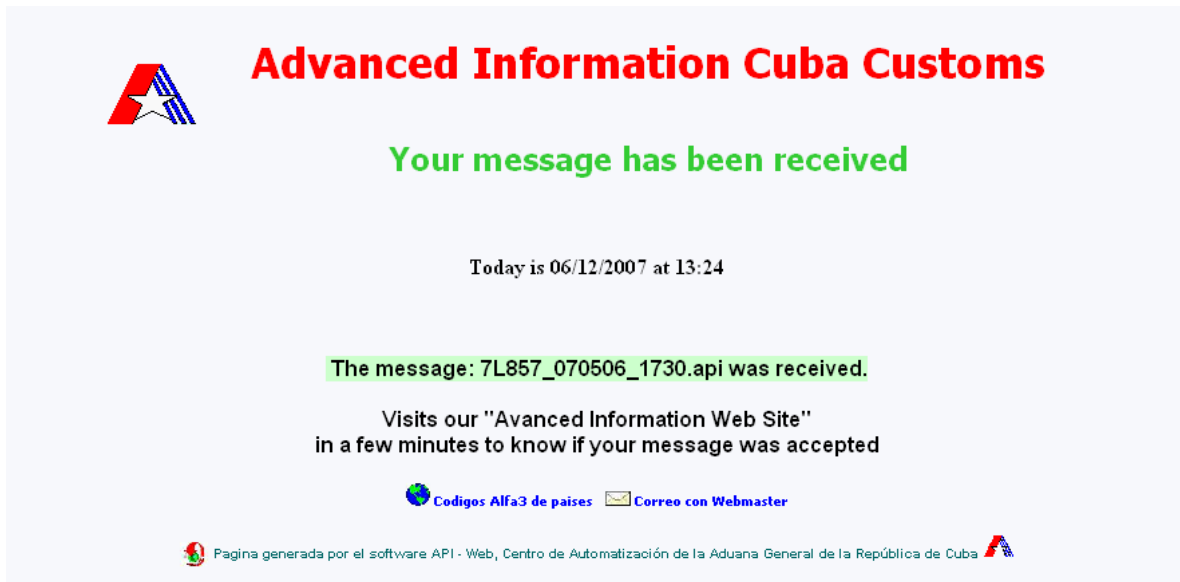 Advanced Information Cuba Customs
Your message has been received
Today is 06/12/2007 at 13:24
The message: 7L857_070506_1730.api was received.
Visits our "Avanced Information Web Site"
in a few minutes to know if your message was accepted
Codigos Alfa3 de paises Correo con Webmaster
Pagina generada por el software API - Web, Centro de Automatización de la Aduana General de la República de Cuba